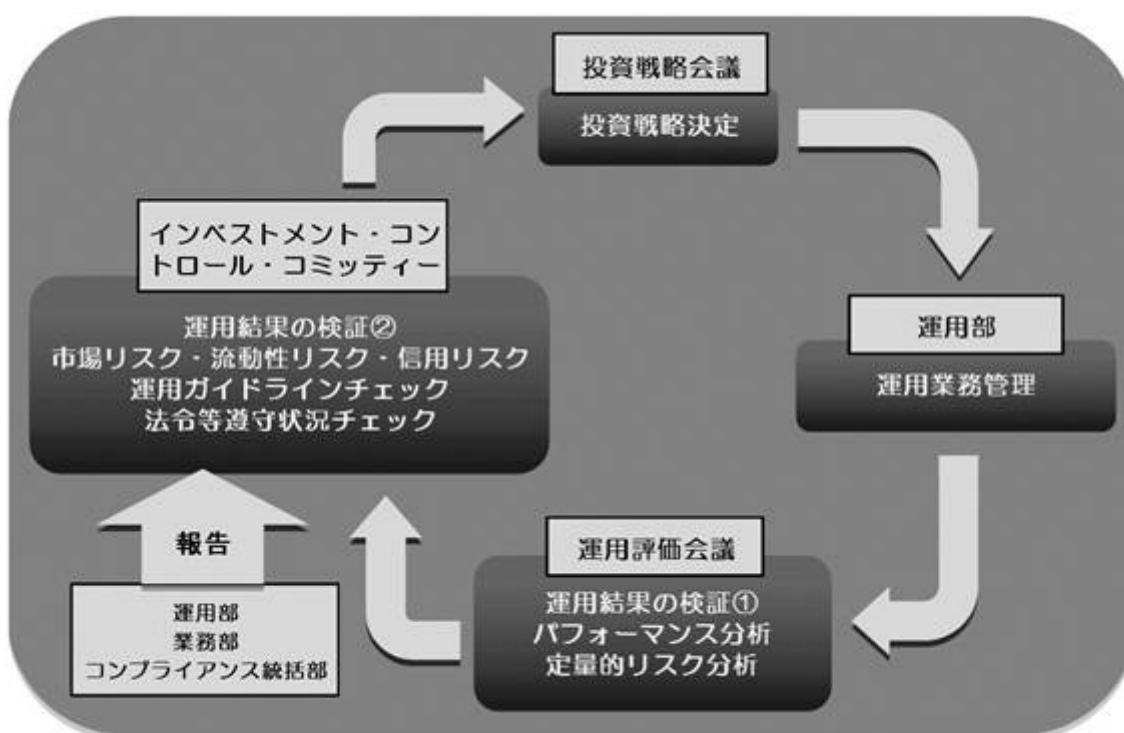 投資戦略会議
投資戦略決定
運用部
運用業務管理
運用評価会議
運用結果の検証①
パフォーマンス分析
定量的リスク分析
インベストメント・コン
トロール・コミッティー
運用結果の検証②
市場リスク・流動性リスク・信用リスク
運用ガイドラインチェック
法令等遵守状況チェック
報告
運用部
業務部
コンプライアンス統括部